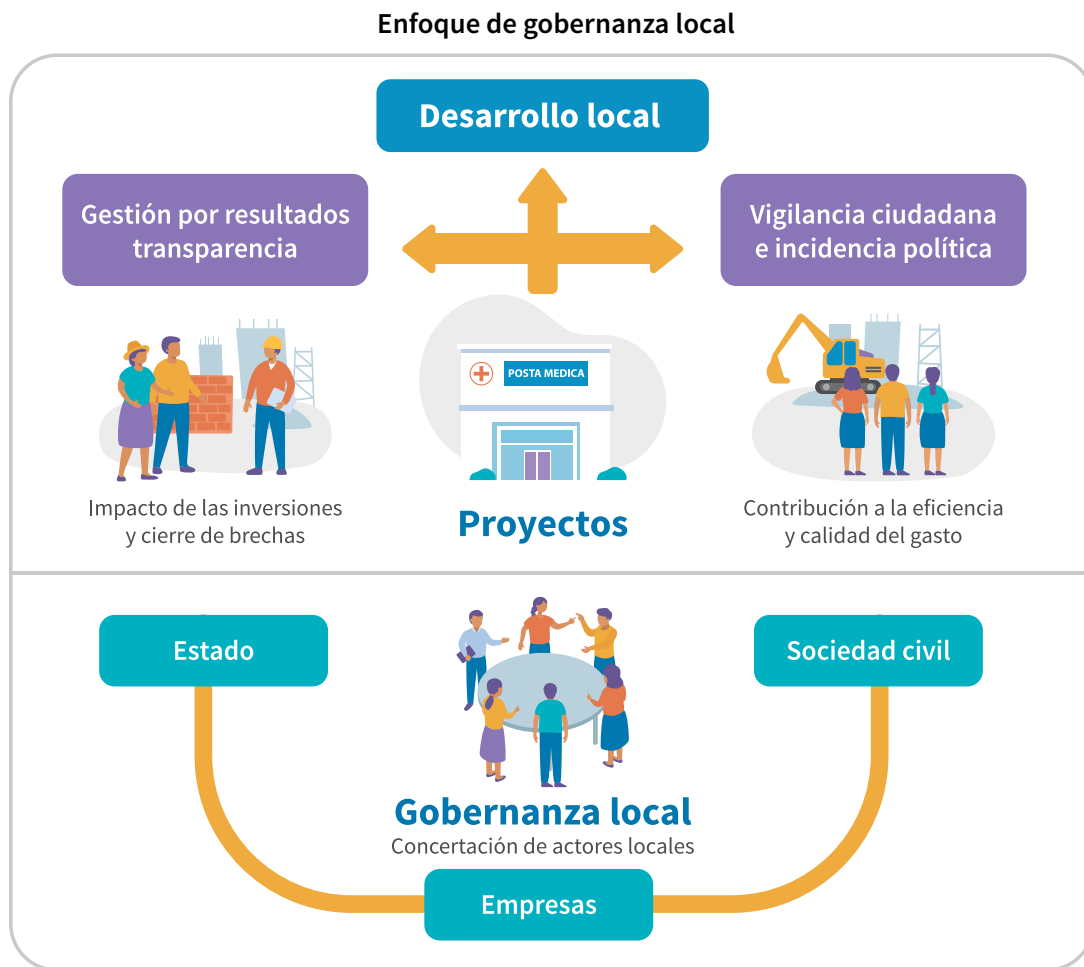 Enfoque de gobernanza local
Desarrollo local
Gestión por resultados
transparencia
Vigilancia ciudadana
e incidencia política
POSTA MEDICA
Impacto de las inversiones
y cierre de brechas
Proyectos
Contribución a la eficiencia
y calidad del gasto
Estado
Sociedad civil
Gobernanza local
Concertación de actores locales
Empresas